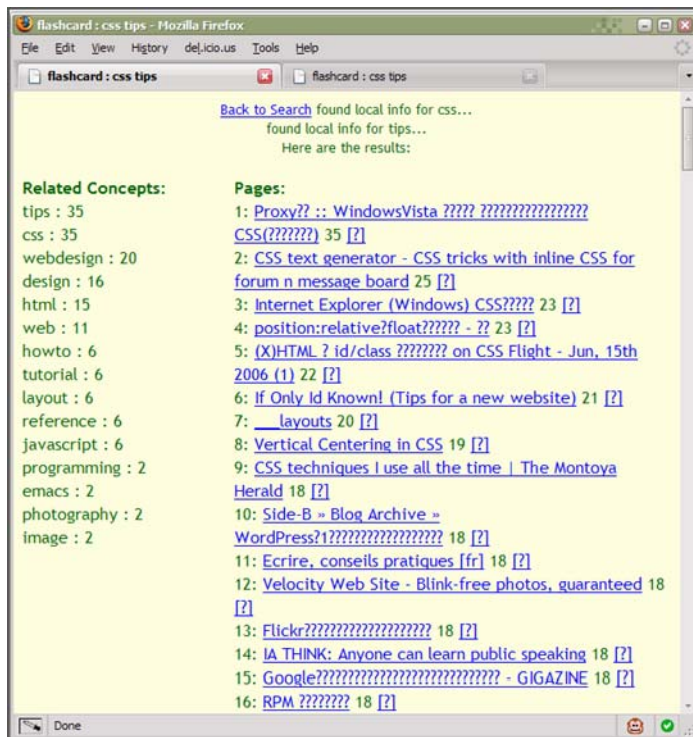 flashcard : css tips - Mozilla Firefox
File Edit View History del.icio.us Tools Help
flashcard : css tips
flashcard : css tips
Back to Search found local info for css...
found local info for tips...
Here are the results:
Related Concepts:
tips : 35
css : 35
webdesign : 20
design : 16
html : 15
web : 11
howto : 6
tutorial : 6
layout : 6
reference : 6
javascript : 6
programming : 2
emacs : 2
photography : 2
image : 2
Pages:
1: Proxy?? :: WindowsVista ????? ?????????????????
CSS(???????) 35 [?]
2: CSS text generator - CSS tricks with inline CSS for
forum n message board 25 [?]
3: Internet Explorer (Windows) CSS????? 23 [?]
4: position:relative?float?????? - ?? 23 [?]
5: (X)HTML ? id/class ???????? on CSS Flight - Jun, 15th
2006 (1) 22 [?]
6: If Only Id Known! (Tips for a new website) 21 [?]
7: ___layouts 20 [?]
8: Vertical Centering in CSS 19 [?]
9: CSS techniques I use all the time | The Montoya
Herald 18 [?]
10: Side-B » Blog Archive »
WordPress?1?????????????????? 18 [?]
11: Ecrire, conseils pratiques [fr] 18 [?]
12: Velocity Web Site - Blink-free photos, guaranteed 18
[?]
13: Flickr???????????????????? 18 [?]
14: IA THINK: Anyone can learn public speaking 18 [?]
15: Google???????????????????????????? - GIGAZINE 18 [?]
16: RPM ???????? 18 [?]
Done